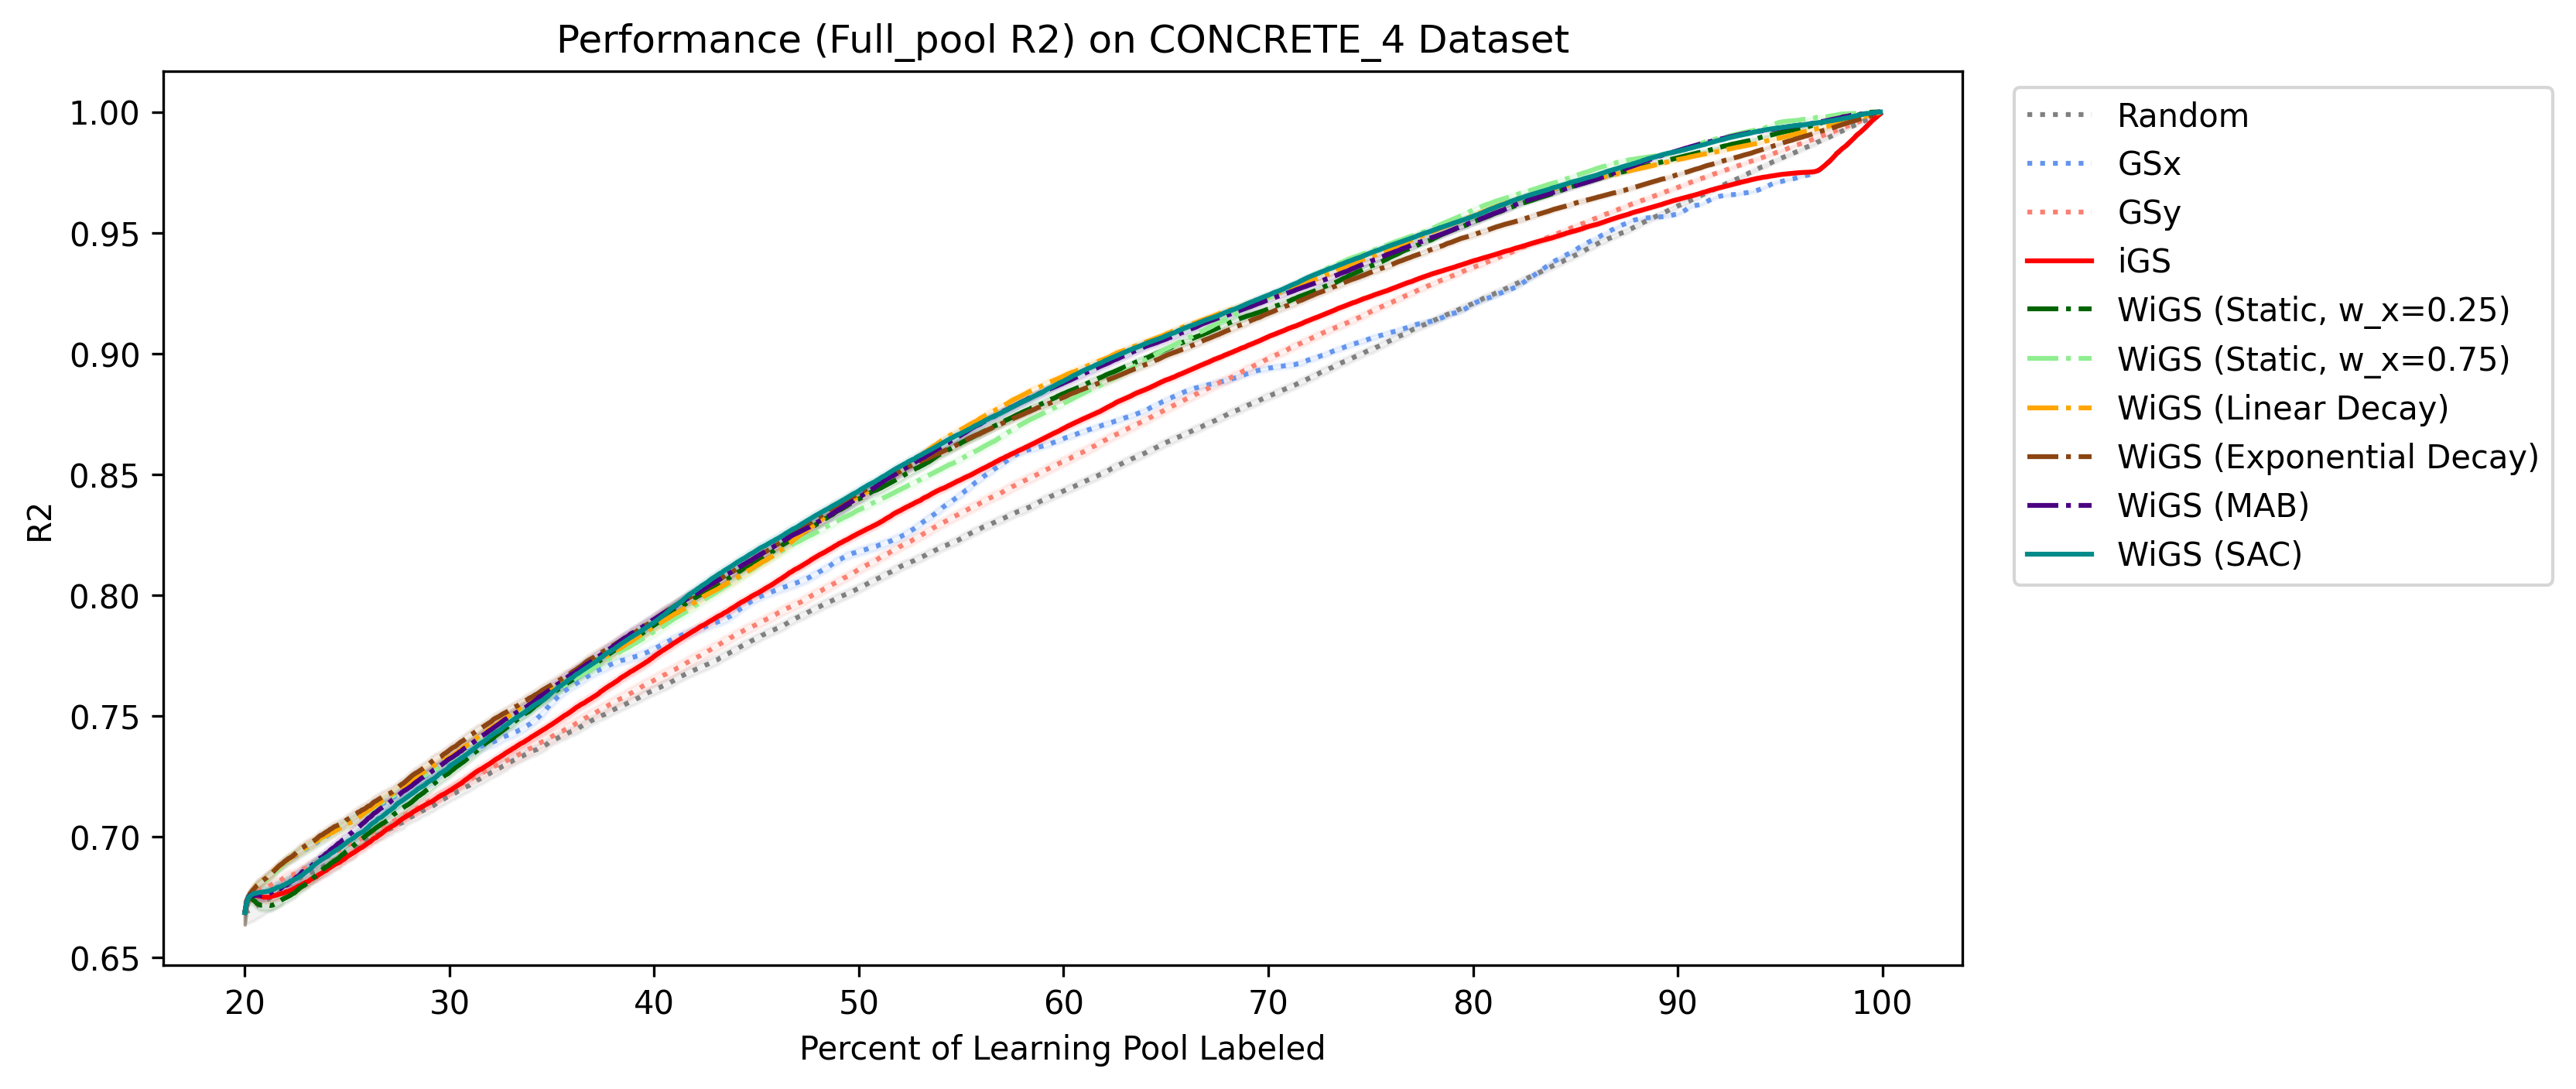 Performance (Full_pool R2) on CONCRETE_4 Dataset
R2
1.00
0.95
0.90
0.85
0.80
0.75
0.70
0.65
20 30 40 50 60 70 80 90 100
Percent of Learning Pool Labeled
Random
GSx
GSy
iGS
WiGS (Static, w_x=0.25)
WiGS (Static, w_x=0.75)
WiGS (Linear Decay)
WiGS (Exponential Decay)
WiGS (MAB)
WiGS (SAC)